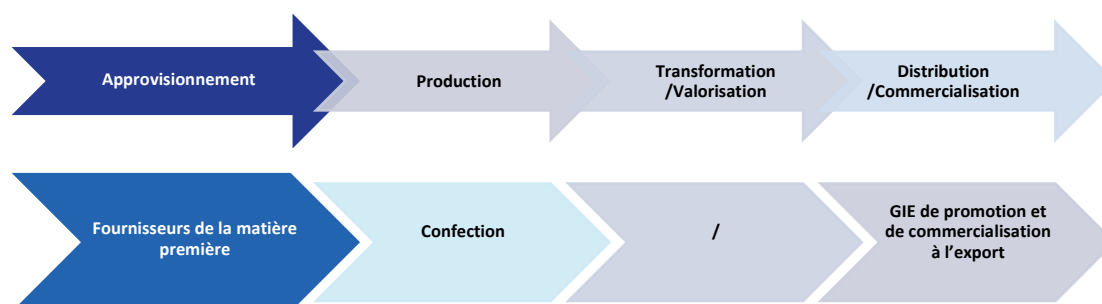 Approvisionnement
Production
Transformation
/Valorisation
Distribution
/Commercialisation
Fournisseurs de la matière
première
Confection
/
GIE de promotion et
de commercialisation
à l’export